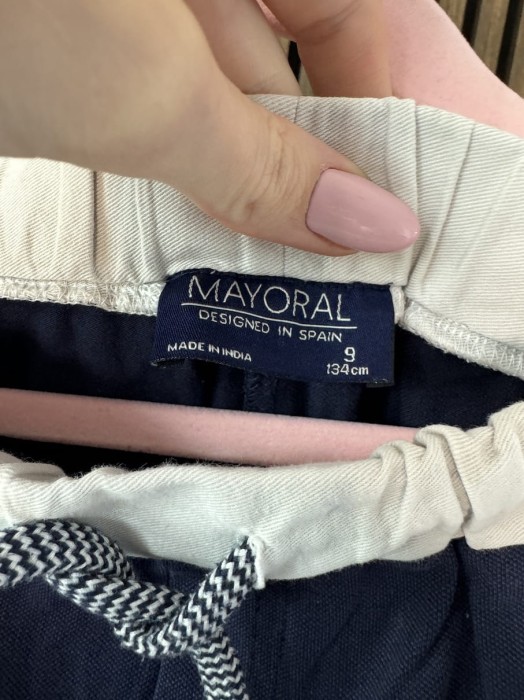 MAYORAL
DESIGNED IN SPAIN
MADE IN INDIA
9
134cm